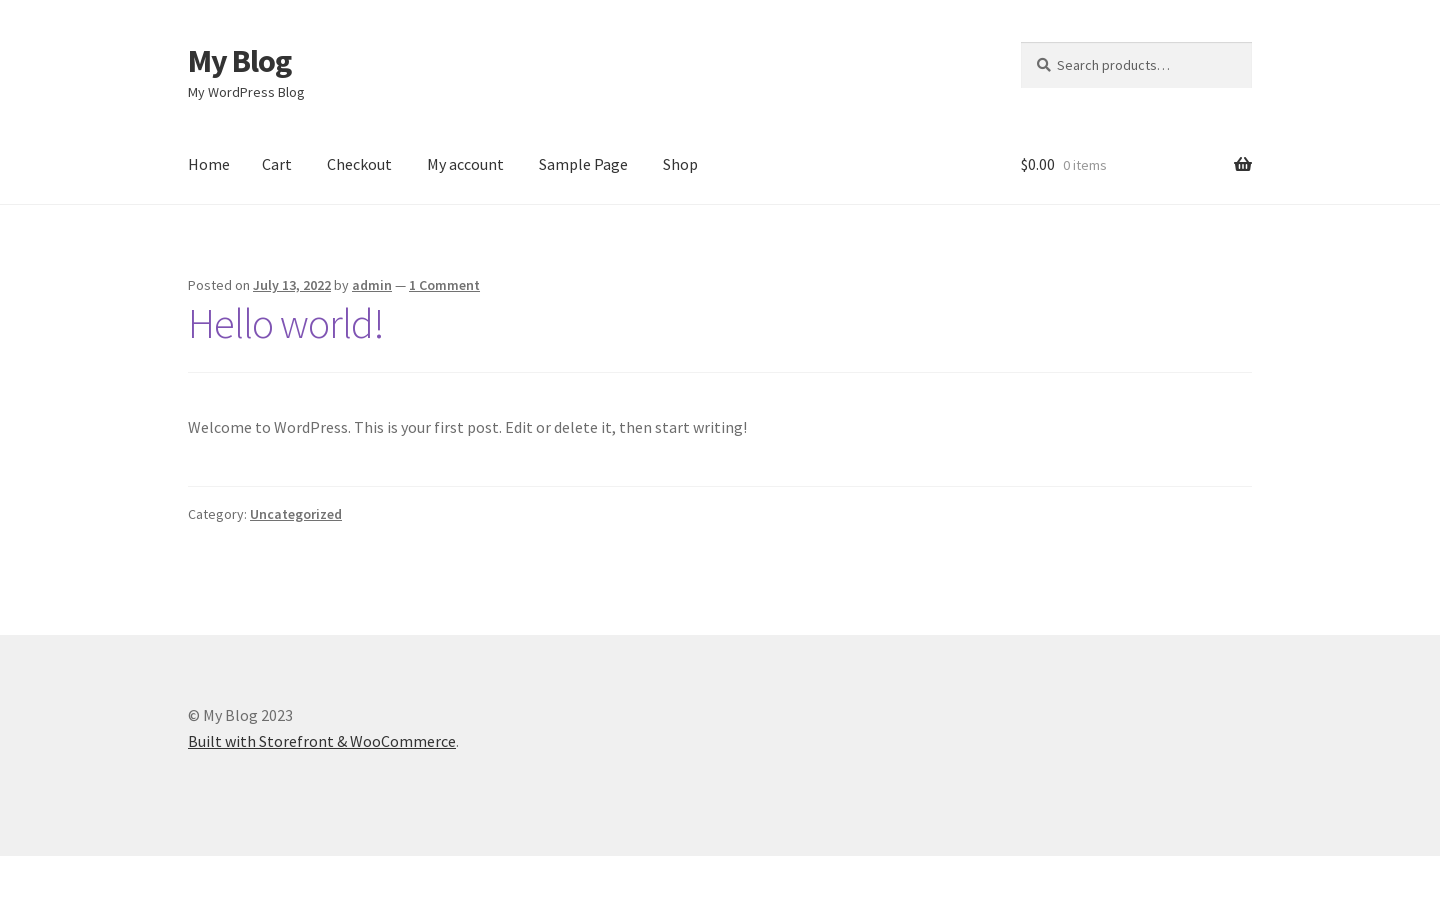 My Blog
My WordPress Blog
Search products…
Home Cart Checkout My account Sample Page Shop
$0.00 0 items
Posted on July 13, 2022 by admin — 1 Comment
Hello world!
Welcome to WordPress. This is your first post. Edit or delete it, then start writing!
Category: Uncategorized
© My Blog 2023
Built with Storefront & WooCommerce.